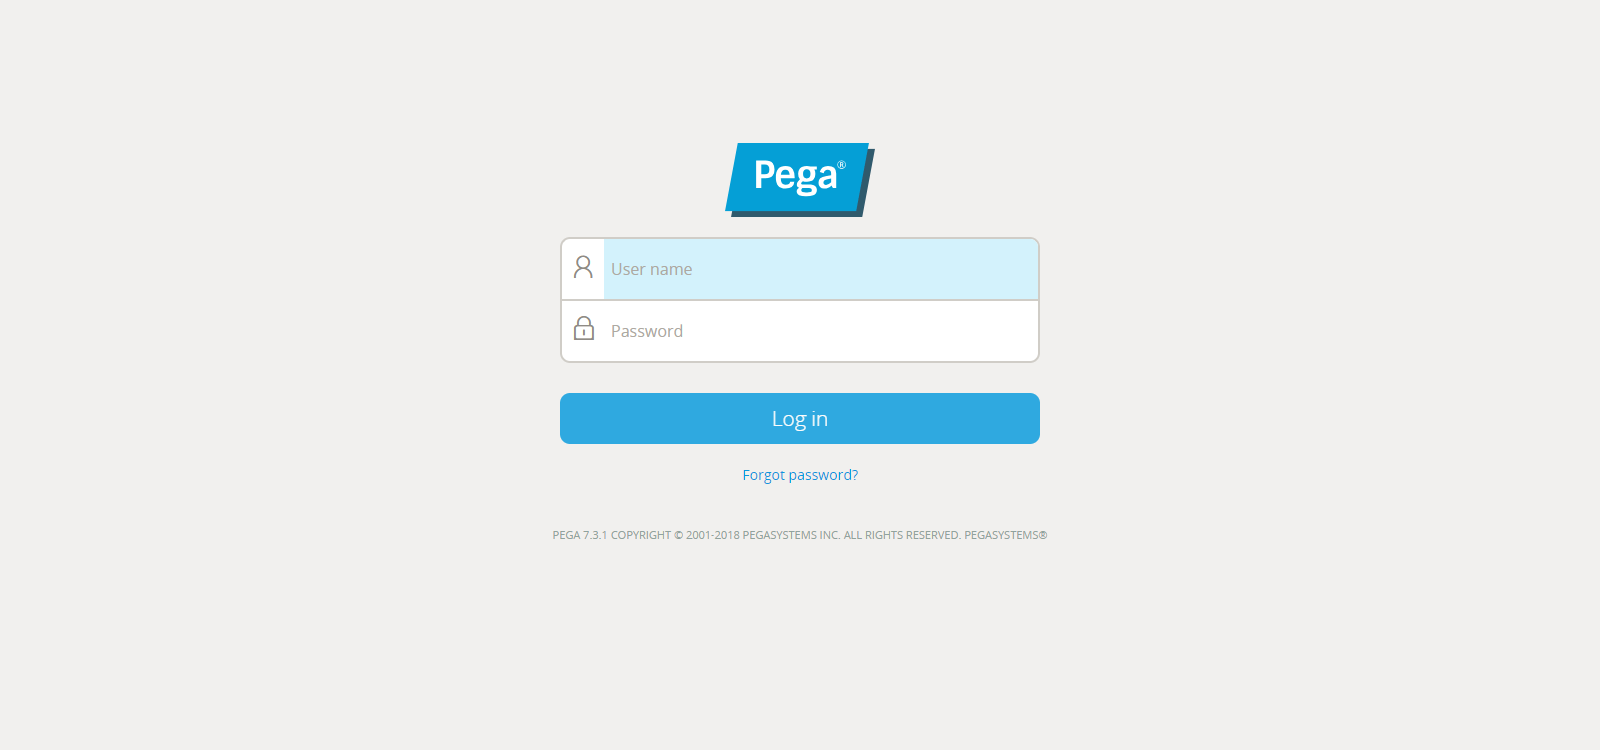 Pega®
User name
Password
Log in
Forgot password?
PEGA 7.3.1 COPYRIGHT © 2001-2018 PEGASYSTEMS INC. ALL RIGHTS RESERVED. PEGASYSTEMS®